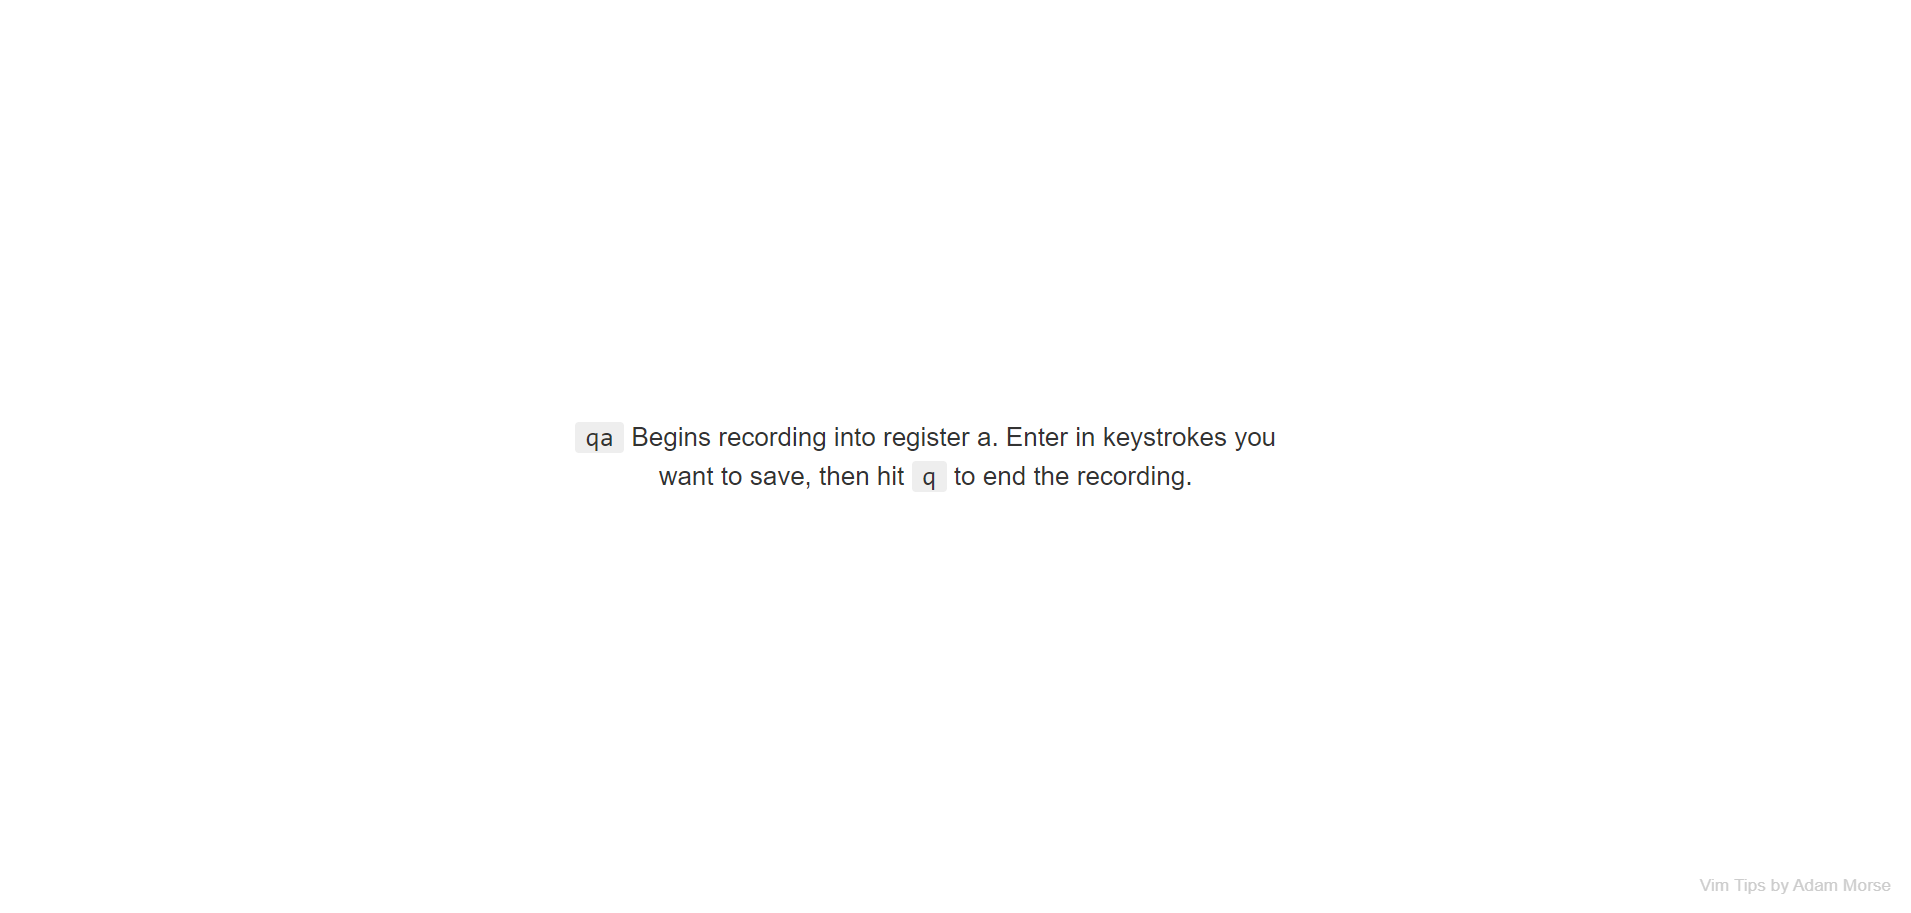 qa Begins recording into register a. Enter in keystrokes you
want to save, then hit q to end the recording.
Vim Tips by Adam Morse